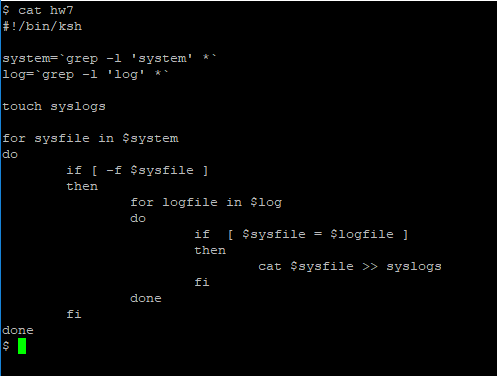 $ cat hw7
#!/bin/ksh

system=`grep -l 'system' *`
log=`grep -l 'log' *`

touch syslogs

for sysfile in $system
do
        if [ -f $sysfile ]
        then
                for logfile in $log
                do
                        if  [ $sysfile = $logfile ]
                        then
                                cat $sysfile >> syslogs
                        fi
                done
        fi
done
$